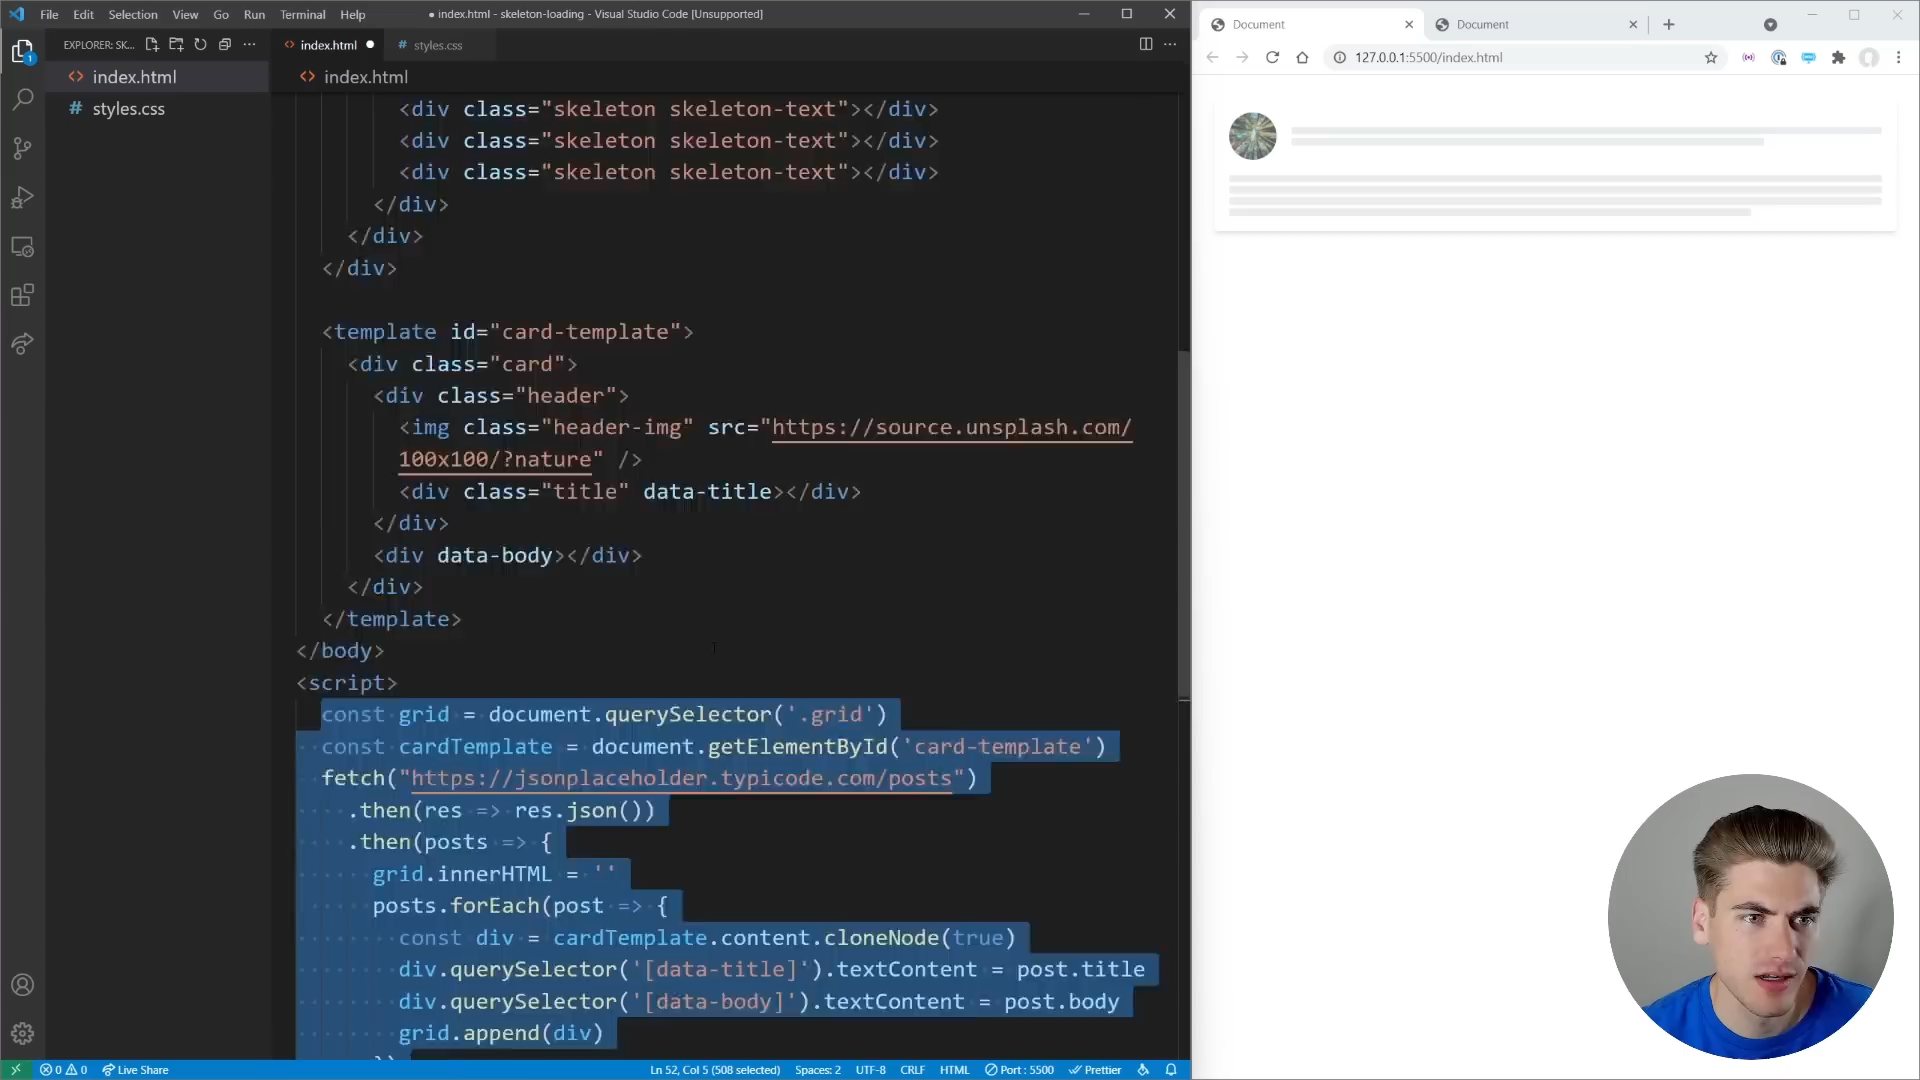 File Edit Selection View Go Run Terminal Help
● index.html - skeleton-loading - Visual Studio Code [Unsupported]
EXPLORER: SK...
index.html
styles.css
1
index.html ●
# styles.css
<> index.html
<div class="skeleton skeleton-text"></div>
<div class="skeleton skeleton-text"></div>
<div class="skeleton skeleton-text"></div>
</div>
</div>
</div>
<template id="card-template">
<div class="card">
<div class="header">
<img class="header-img" src="https://source.unsplash.com/
100x100/?nature" />
<div class="title" data-title></div>
</div>
<div data-body></div>
</div>
</template>
</body>
<script>
const grid = document.querySelector('.grid')
const cardTemplate = document.getElementById('card-template')
fetch("https://jsonplaceholder.typicode.com/posts")
.then(res => res.json())
.then(posts => {
grid.innerHTML = ''
posts.forEach(post => {
const div = cardTemplate.content.cloneNode(true)
div.querySelector('[data-title]').textContent = post.title
div.querySelector('[data-body]').textContent = post.body
grid.append(div)
})
0 0 Live Share
Ln 52, Col 5 (508 selected) Spaces: 2 UTF-8 CRLF HTML Port : 5500 Prettier
Document
Document
127.0.0.1:5500/index.html